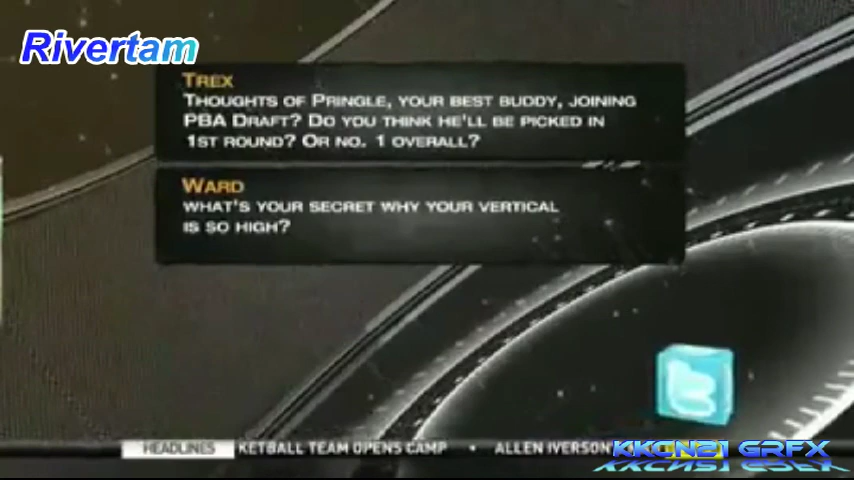 Rivertam
TREX
THOUGHTS OF PRINGLE, YOUR BEST BUDDY, JOINING
PBA DRAFT? DO YOU THINK HE'LL BE PICKED IN
1ST ROUND? OR NO. 1 OVERALL?
WARD
WHAT'S YOUR SECRET WHY YOUR VERTICAL
IS SO HIGH?
HEADLINES KETBALL TEAM OPENS CAMP • ALLEN IVERSON
KKCN21 GRFX